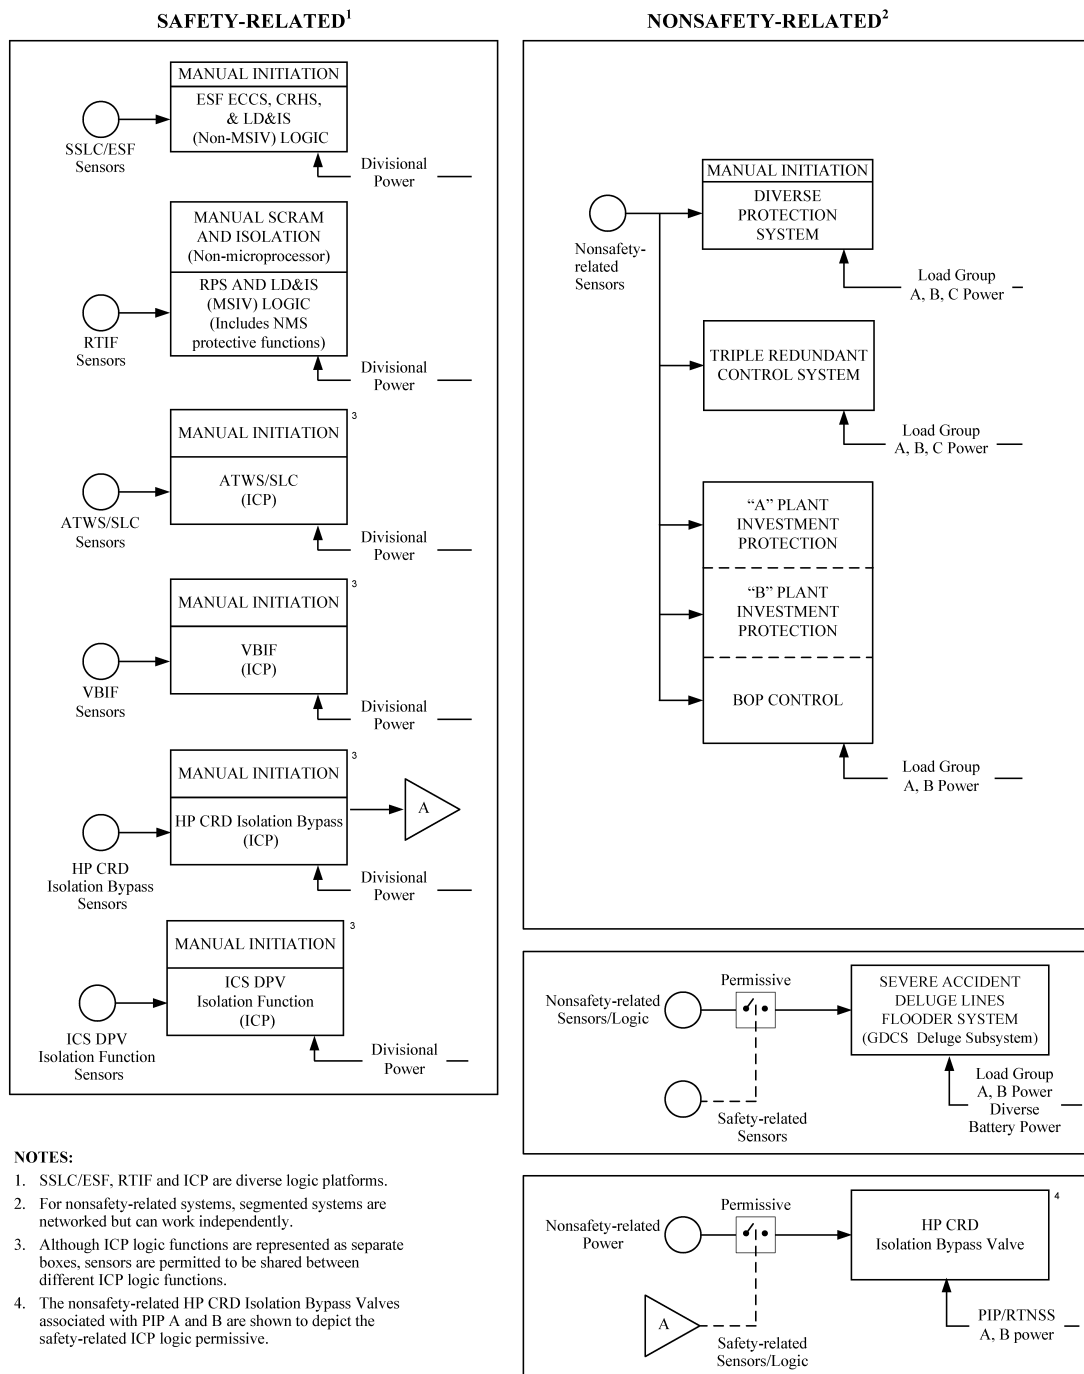 SAFETY-RELATED1
MANUAL INITIATION
ESF ECCS, CRHS,
& LD&IS
(Non-MSIV) LOGIC
SSLC/ESF
Sensors
Divisional
Power
MANUAL SCRAM
AND ISOLATION
(Non-microprocessor)
RPS AND LD&IS
(MSIV) LOGIC
(Includes NMS
protective functions)
RTIF
Sensors
Divisional
Power
3
MANUAL INITIATION
ATWS/SLC
(ICP)
ATWS/SLC
Sensors
Divisional
Power
3
MANUAL INITIATION
VBIF
(ICP)
VBIF
Sensors
Divisional
Power
3
MANUAL INITIATION
HP CRD Isolation Bypass
(ICP)
A
HP CRD
Isolation Bypass
Sensors
Divisional
Power
3
MANUAL INITIATION
ICS DPV
Isolation Function
(ICP)
ICS DPV
Isolation Function
Sensors
Divisional
Power
NOTES:
1. SSLC/ESF, RTIF and ICP are diverse logic platforms.
2. For nonsafety-related systems, segmented systems are
networked but can work independently.
3. Although ICP logic functions are represented as separate
boxes, sensors are permitted to be shared between
different ICP logic functions.
4. The nonsafety-related HP CRD Isolation Bypass Valves
associated with PIP A and B are shown to depict the
safety-related ICP logic permissive.
NONSAFETY-RELATED2
MANUAL INITIATION
DIVERSE
PROTECTION
SYSTEM
Nonsafety-
related
Sensors
Load Group
A, B, C Power
TRIPLE REDUNDANT
CONTROL SYSTEM
Load Group
A, B, C Power
“A” PLANT
INVESTMENT
PROTECTION
“B” PLANT
INVESTMENT
PROTECTION
BOP CONTROL
Load Group
A, B Power
Nonsafety-related
Sensors/Logic
Permissive
SEVERE ACCIDENT
DELUGE LINES
FLOODER SYSTEM
(GDCS Deluge Subsystem)
Safety-related
Sensors
Load Group
A, B Power
Diverse
Battery Power
Nonsafety-related
Power
Permissive
4
HP CRD
Isolation Bypass Valve
A
Safety-related
Sensors/Logic
PIP/RTNSS
A, B power